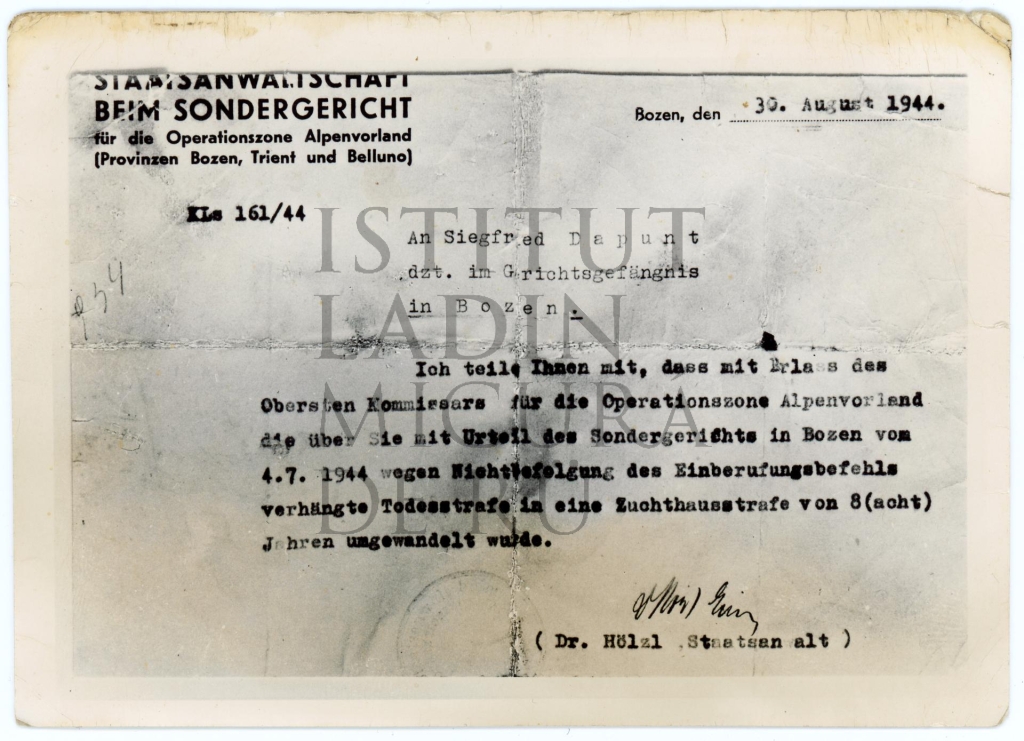 STAATSANWALTSCHAFT
BEIM SONDERGERICHT
für die Operationszone Alpenvorland
(Provinzen Bozen, Trient und Belluno)
Bozen, den 30. August 1944.
KLs 161/44
An Siegfried Dapunt
dzt. im Grichtsgefängnis
in Bozen.
Ich teile Ihnen mit, dass mit Erlass des
Obersten Kommissars für die Operationszone Alpenvorland
die über Sie mit Urteil des Sondergerichts in Bozen vom
4.7. 1944 wegen Nichtbefolgung des Einberufungsbefehls
verhängte Todesstrafe in eine Zuchthausstrafe von 8(acht)
Jahren umgewandelt wurde.
( Dr. Hölzl Staatsanwalt )
ISTITUT
LADIN
MICURÁ
DE RÜ